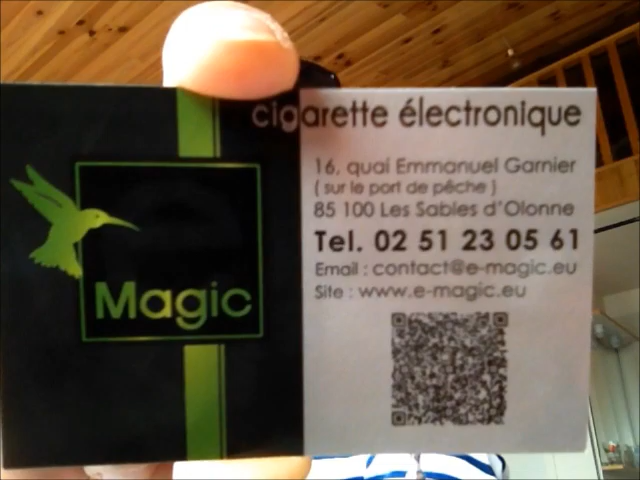 Magic
cigarette électronique
16, quai Emmanuel Garnier
( sur le port de pêche )
85 100 Les Sables d'Olonne
Tel. 02 51 23 05 61
Email : contact@e-magic.eu
Site : www.e-magic.eu